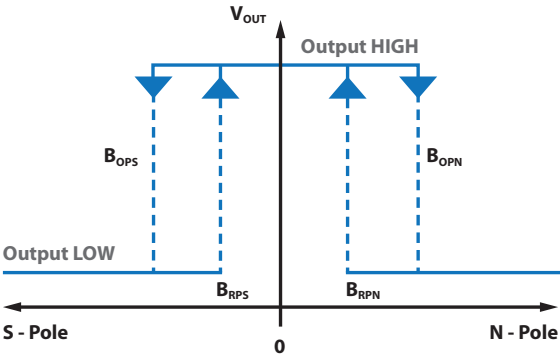 VOUT
Output HIGH
BOPS
BOPN
Output LOW
BRPS
BRPN
S - Pole
N - Pole
0